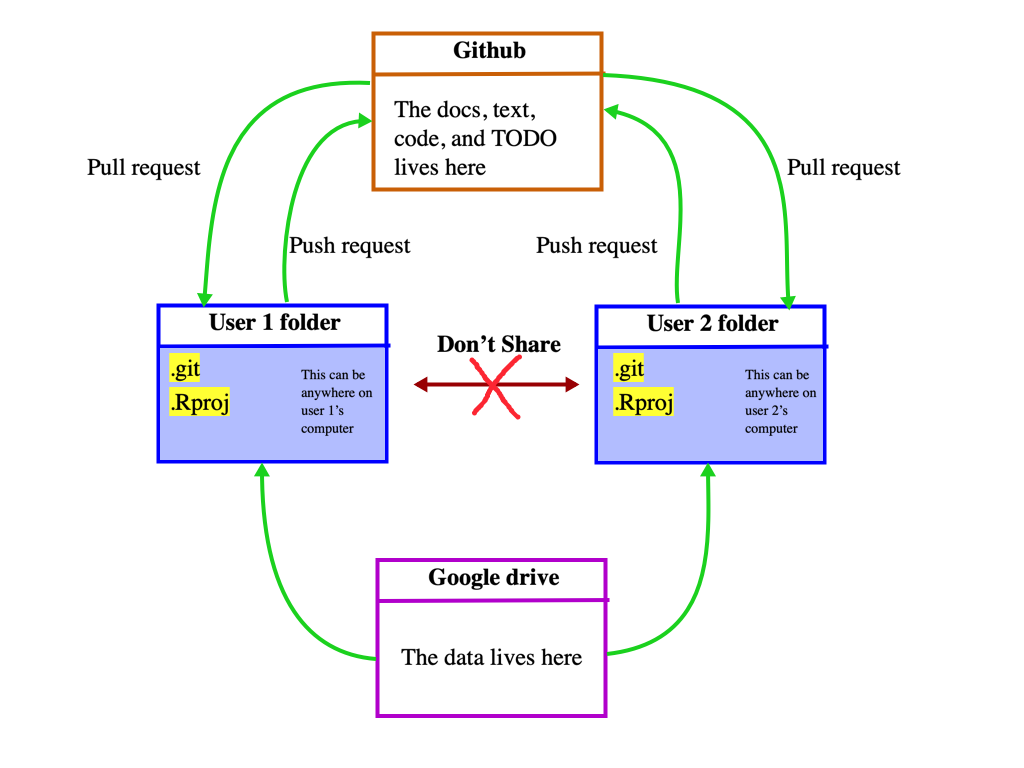 Github
The docs, text,
code, and TODO
lives here
Pull request
Pull request
Push request
Push request
User 1 folder
.git
.Rproj
This can be
anywhere on
user 1’s
computer
Don’t Share
User 2 folder
.git
.Rproj
This can be
anywhere on
user 2’s
computer
Google drive
The data lives here